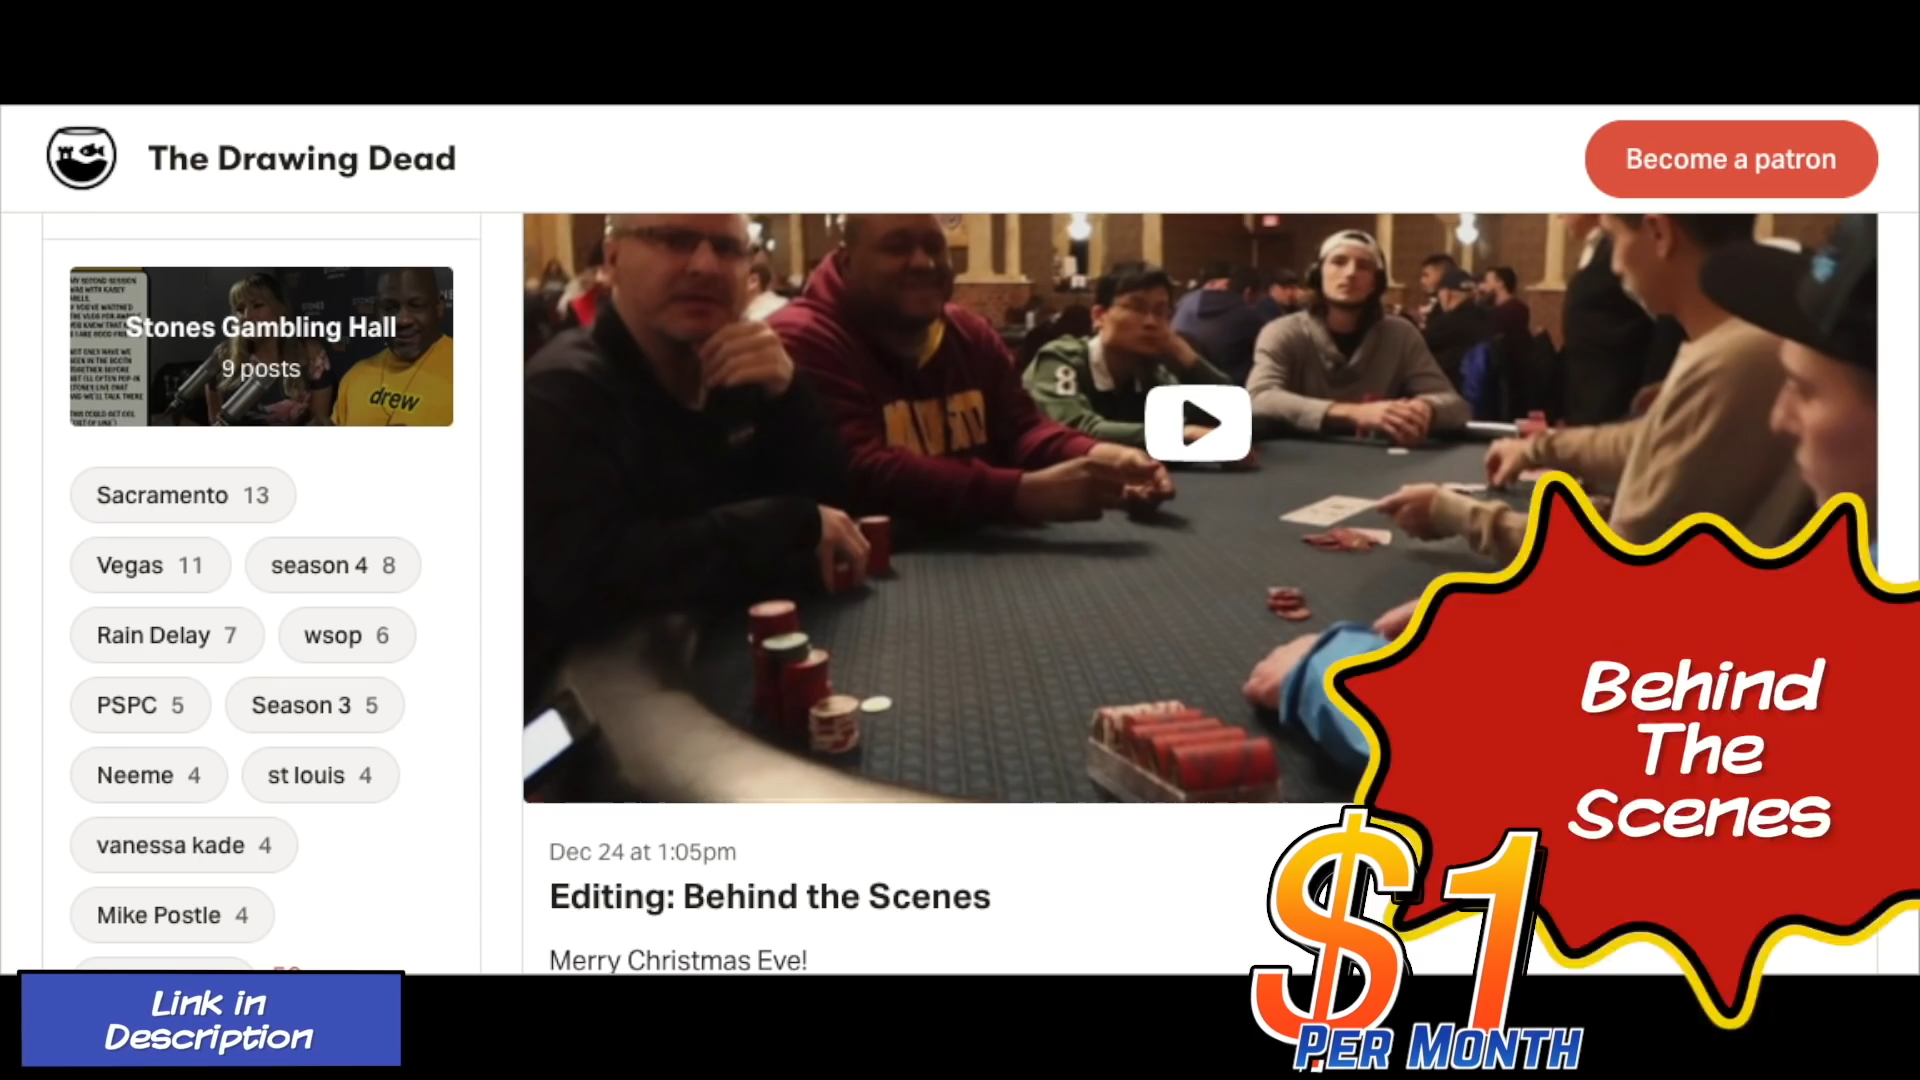 The Drawing Dead
Become a patron
Stones Gambling Hall
9 posts
drew
Sacramento 13
Vegas 11
season 4 8
Rain Delay 7
wsop 6
PSPC 5
Season 3 5
Neeme 4
st louis 4
vanessa kade 4
Mike Postle 4
8
Dec 24 at 1:05pm
Editing: Behind the Scenes
Merry Christmas Eve!
Behind
The
Scenes
$1
PER MONTH
Link in
Description